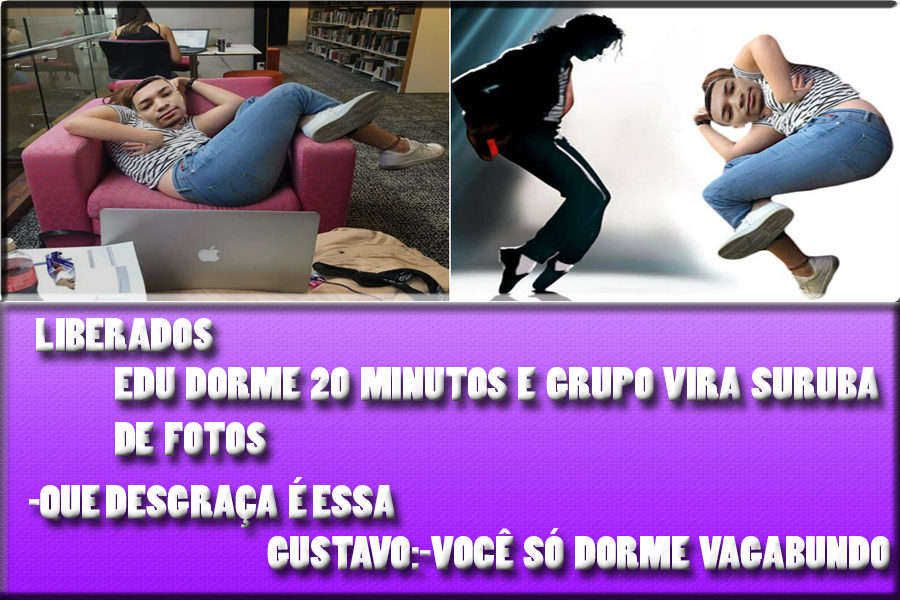 LIBERADOS
EDU DORME 20 MINUTOS E GRUPO VIRA SURUBA
DE FOTOS
-QUE DESGRAÇA É ESSA
GUSTAVO:-VOCÊ SÓ DORME VAGABUNDO